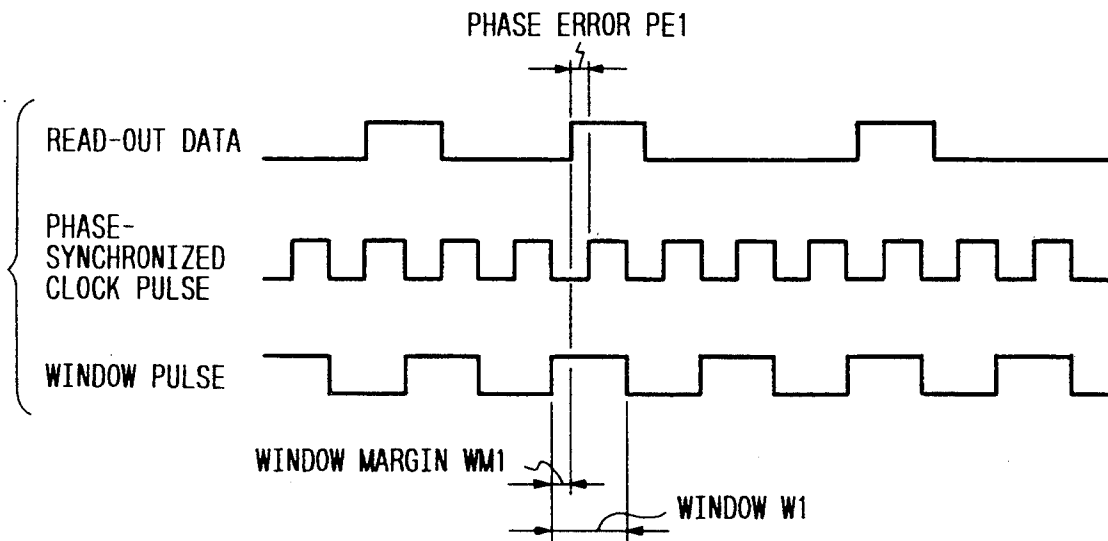 PHASE ERROR PE1
READ-OUT DATA
PHASE-
SYNCHRONIZED
CLOCK PULSE
WINDOW PULSE
WINDOW MARGIN WM1
WINDOW W1